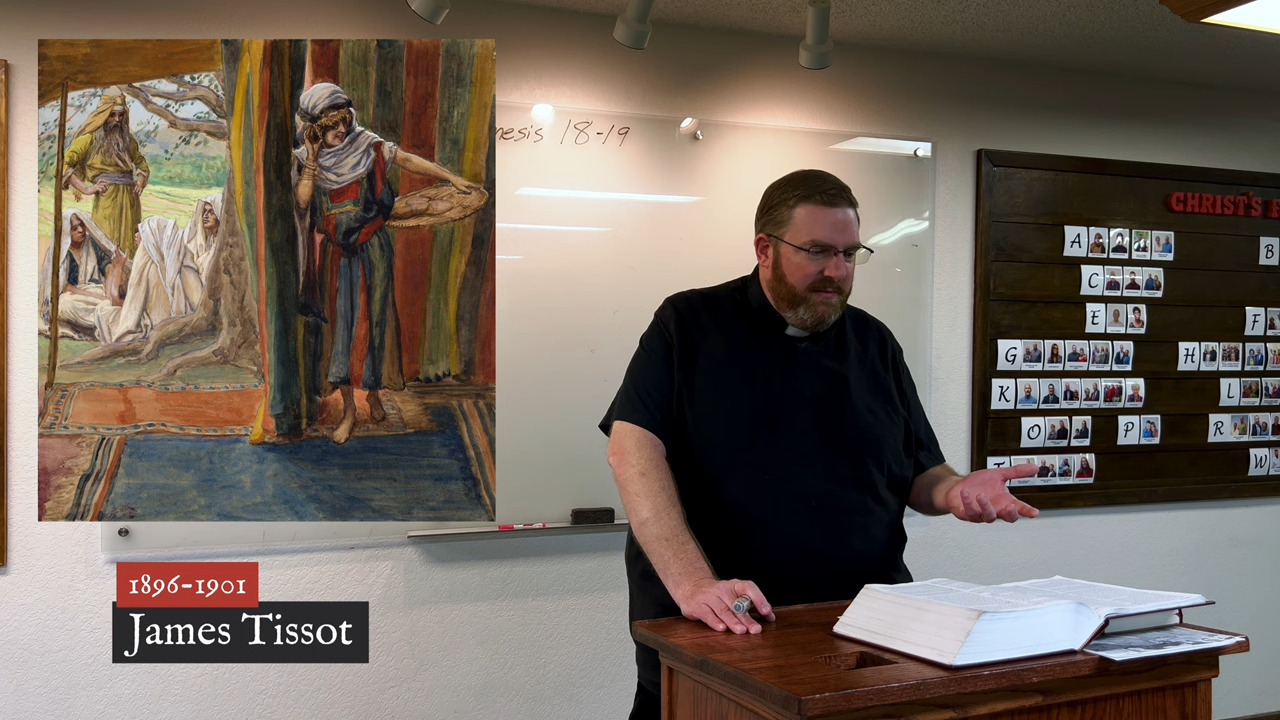 nesis 18-19
CHRIST'S
A
B
C
E
F
G
H
K
L
O
P
R
T
W
1896-1901
James Tissot